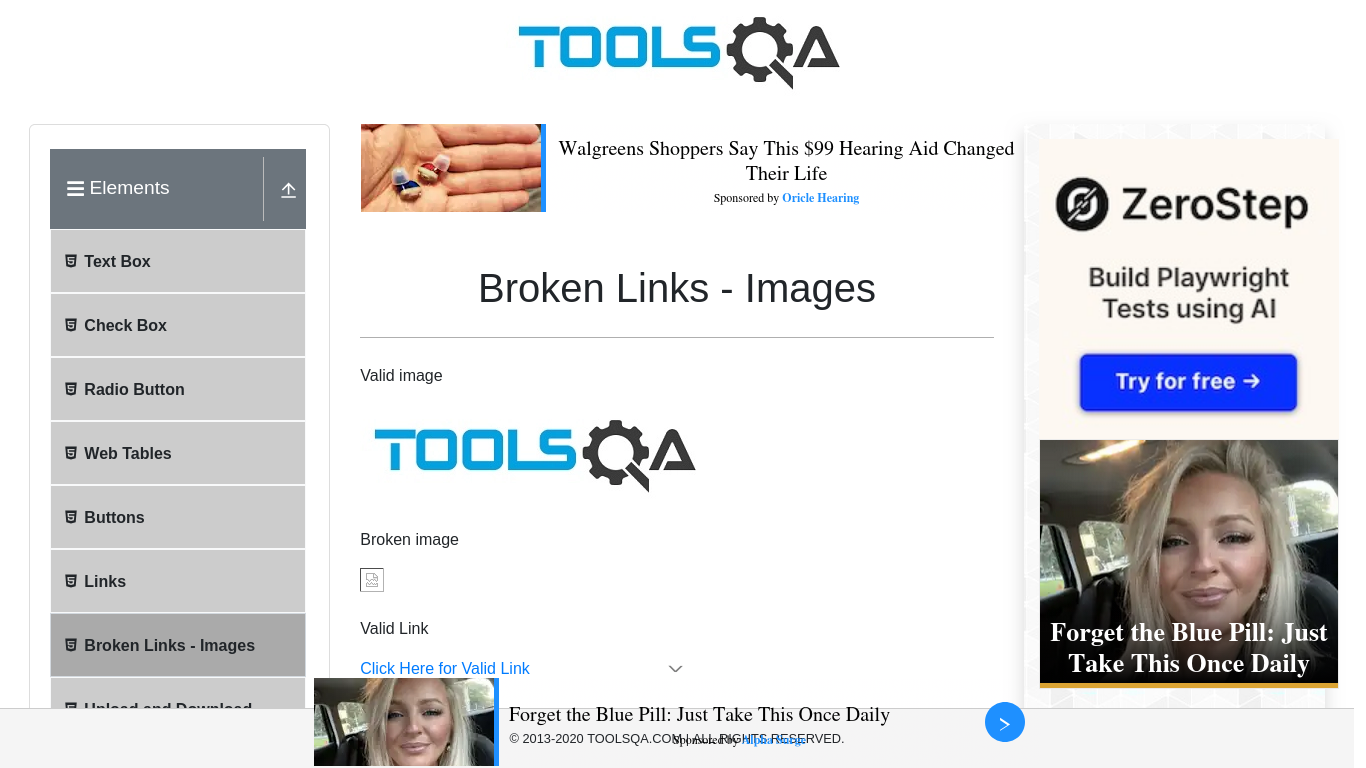 TOOLSQA
Elements
Text Box
Check Box
Radio Button
Web Tables
Buttons
Links
Broken Links - Images
Upload and Download
Walgreens Shoppers Say This $99 Hearing Aid Changed
Their Life
Sponsored by Oricle Hearing
Broken Links - Images
Valid image
TOOLSQA
Broken image
Valid Link
Click Here for Valid Link
ZeroStep
Build Playwright
Tests using AI
Try for free →
Forget the Blue Pill: Just
Take This Once Daily
Forget the Blue Pill: Just Take This Once Daily
Sponsored by
© 2013-2020 TOOLSQA.COM | ALL RIGHTS RESERVED.